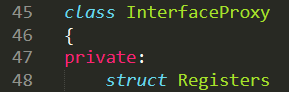 45 class InterfaceProxy
46 {
47 private:
48 struct Registers